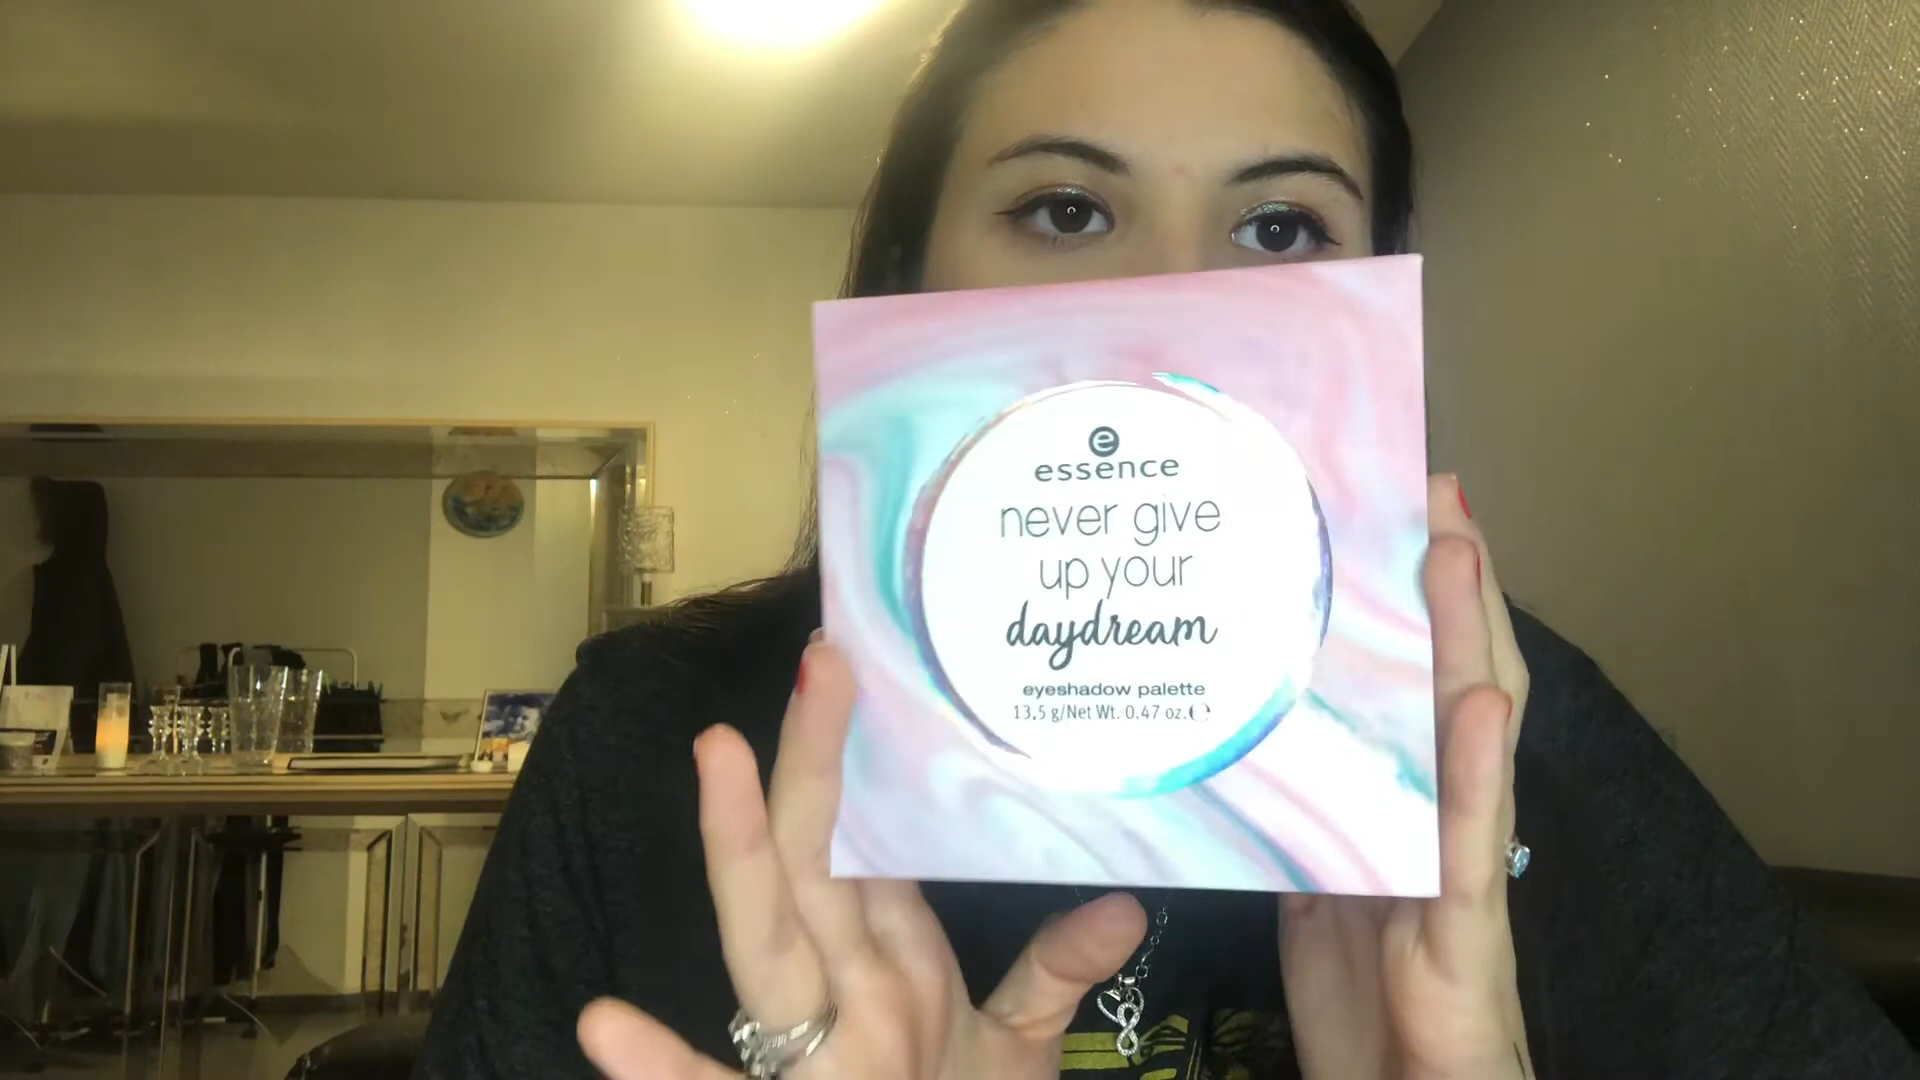 e
essence
never give
up your
daydream
eyeshadow palette
13,5 g/Net Wt. 0.47 oz.℮